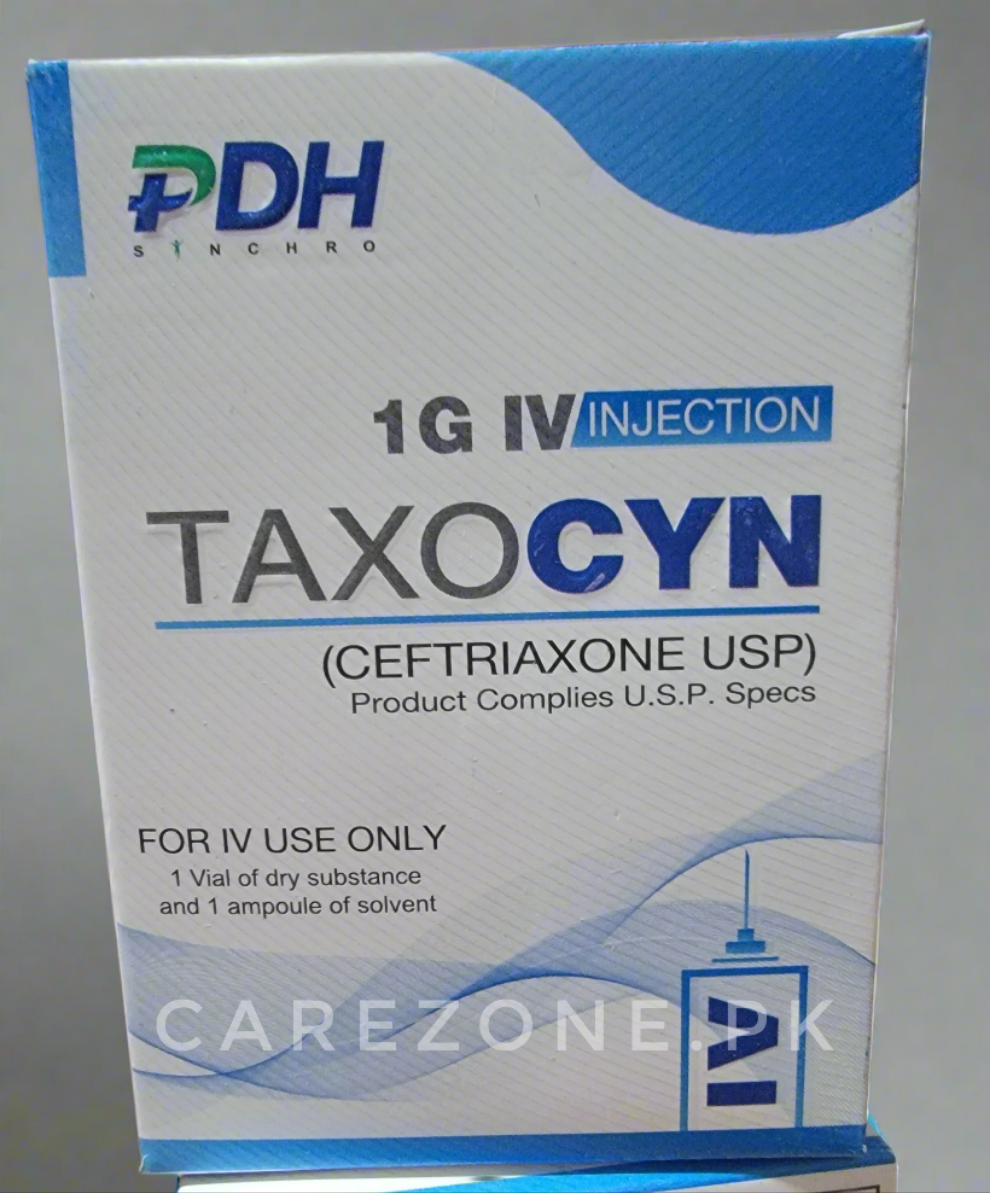 PDH
SYNCHRO
1G IV INJECTION
TAXOCYN
(CEFTRIAXONE USP)
Product Complies U.S.P. Specs
FOR IV USE ONLY
1 Vial of dry substance
and 1 ampoule of solvent
IV
CAREZONE.PK